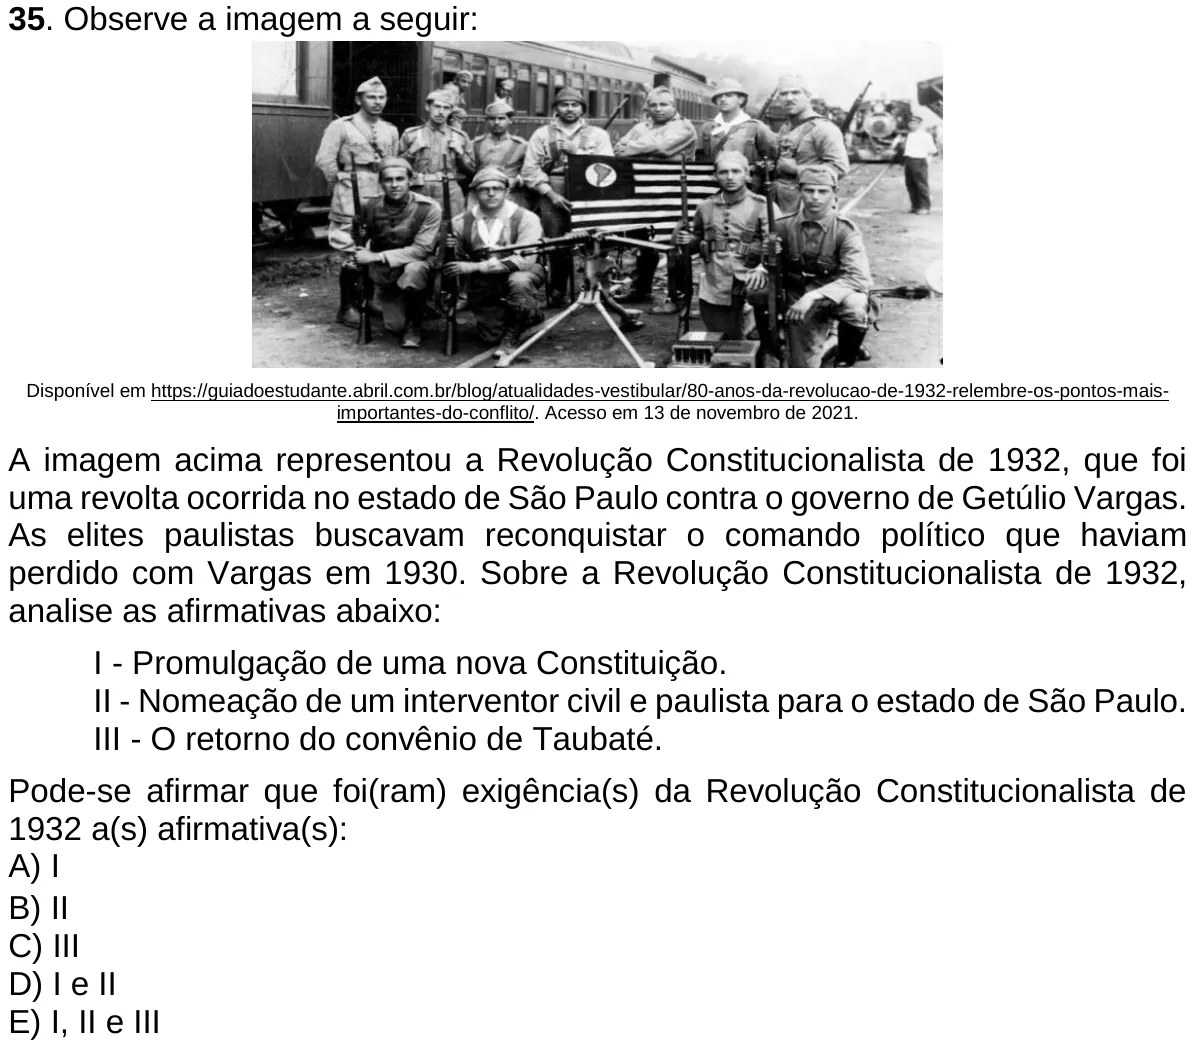 35. Observe a imagem a seguir:
Disponível em https://guiadoestudante.abril.com.br/blog/atualidades-vestibular/80-anos-da-revolucao-de-1932-relembre-os-pontos-mais-
importantes-do-conflito/. Acesso em 13 de novembro de 2021.
A imagem acima representou a Revolução Constitucionalista de 1932, que foi
uma revolta ocorrida no estado de São Paulo contra o governo de Getúlio Vargas.
As elites paulistas buscavam reconquistar o comando político que haviam
perdido com Vargas em 1930. Sobre a Revolução Constitucionalista de 1932,
analise as afirmativas abaixo:
I - Promulgação de uma nova Constituição.
II - Nomeação de um interventor civil e paulista para o estado de São Paulo.
III - O retorno do convênio de Taubaté.
Pode-se afirmar que foi(ram) exigência(s) da Revolução Constitucionalista de
1932 a(s) afirmativa(s):
A) I
B) II
C) III
D) I e II
E) I, II e III